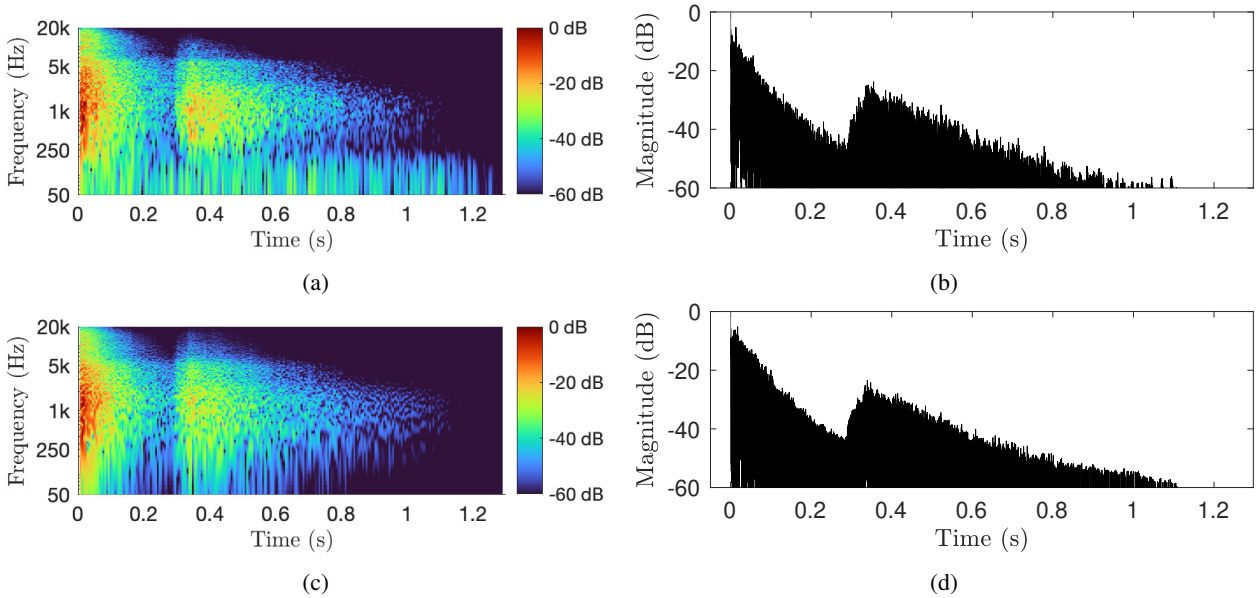 20k
5k
1k
250
50
Frequency (Hz)
0 0.2 0.4 0.6 0.8 1 1.2
Time (s)
0 dB
-20 dB
-40 dB
-60 dB
(a)
0
-20
-40
-60
Magnitude (dB)
0 0.2 0.4 0.6 0.8 1 1.2
Time (s)
(b)
20k
5k
1k
250
50
Frequency (Hz)
0 0.2 0.4 0.6 0.8 1 1.2
Time (s)
0 dB
-20 dB
-40 dB
-60 dB
(c)
0
-20
-40
-60
Magnitude (dB)
0 0.2 0.4 0.6 0.8 1 1.2
Time (s)
(d)